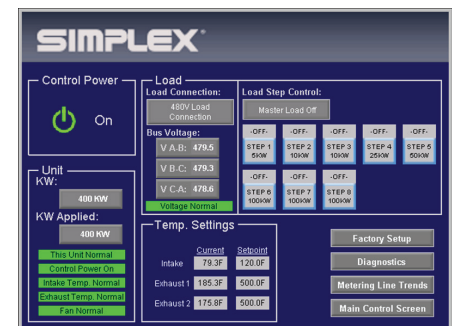 SIMPLEX
Control Power
On
Unit
KW:
400 KW
KW Applied:
400 KW
This Unit Normal
Control Power On
Intake Temp. Normal
Exhaust Temp. Normal
Fan Normal
Load
Load Connection:
480V Load
Connection
Bus Voltage:
V A-B: 479.5
V B-C: 479.3
V C-A: 478.6
Voltage Normal
Load Step Control:
Master Load Off
-OFF- -OFF- -OFF- -OFF- -OFF-
STEP 1 STEP 2 STEP 3 STEP 4 STEP 5
5KW 10KW 10KW 25KW 50KW
-OFF- -OFF- -OFF-
STEP 6 STEP 7 STEP 8
100KW 100KW 100KW
Temp. Settings
Current Setpoint
Intake 79.3F 120.0F
Exhaust 1 185.3F 500.0F
Exhaust 2 175.8F 500.0F
Factory Setup
Diagnostics
Metering Line Trends
Main Control Screen